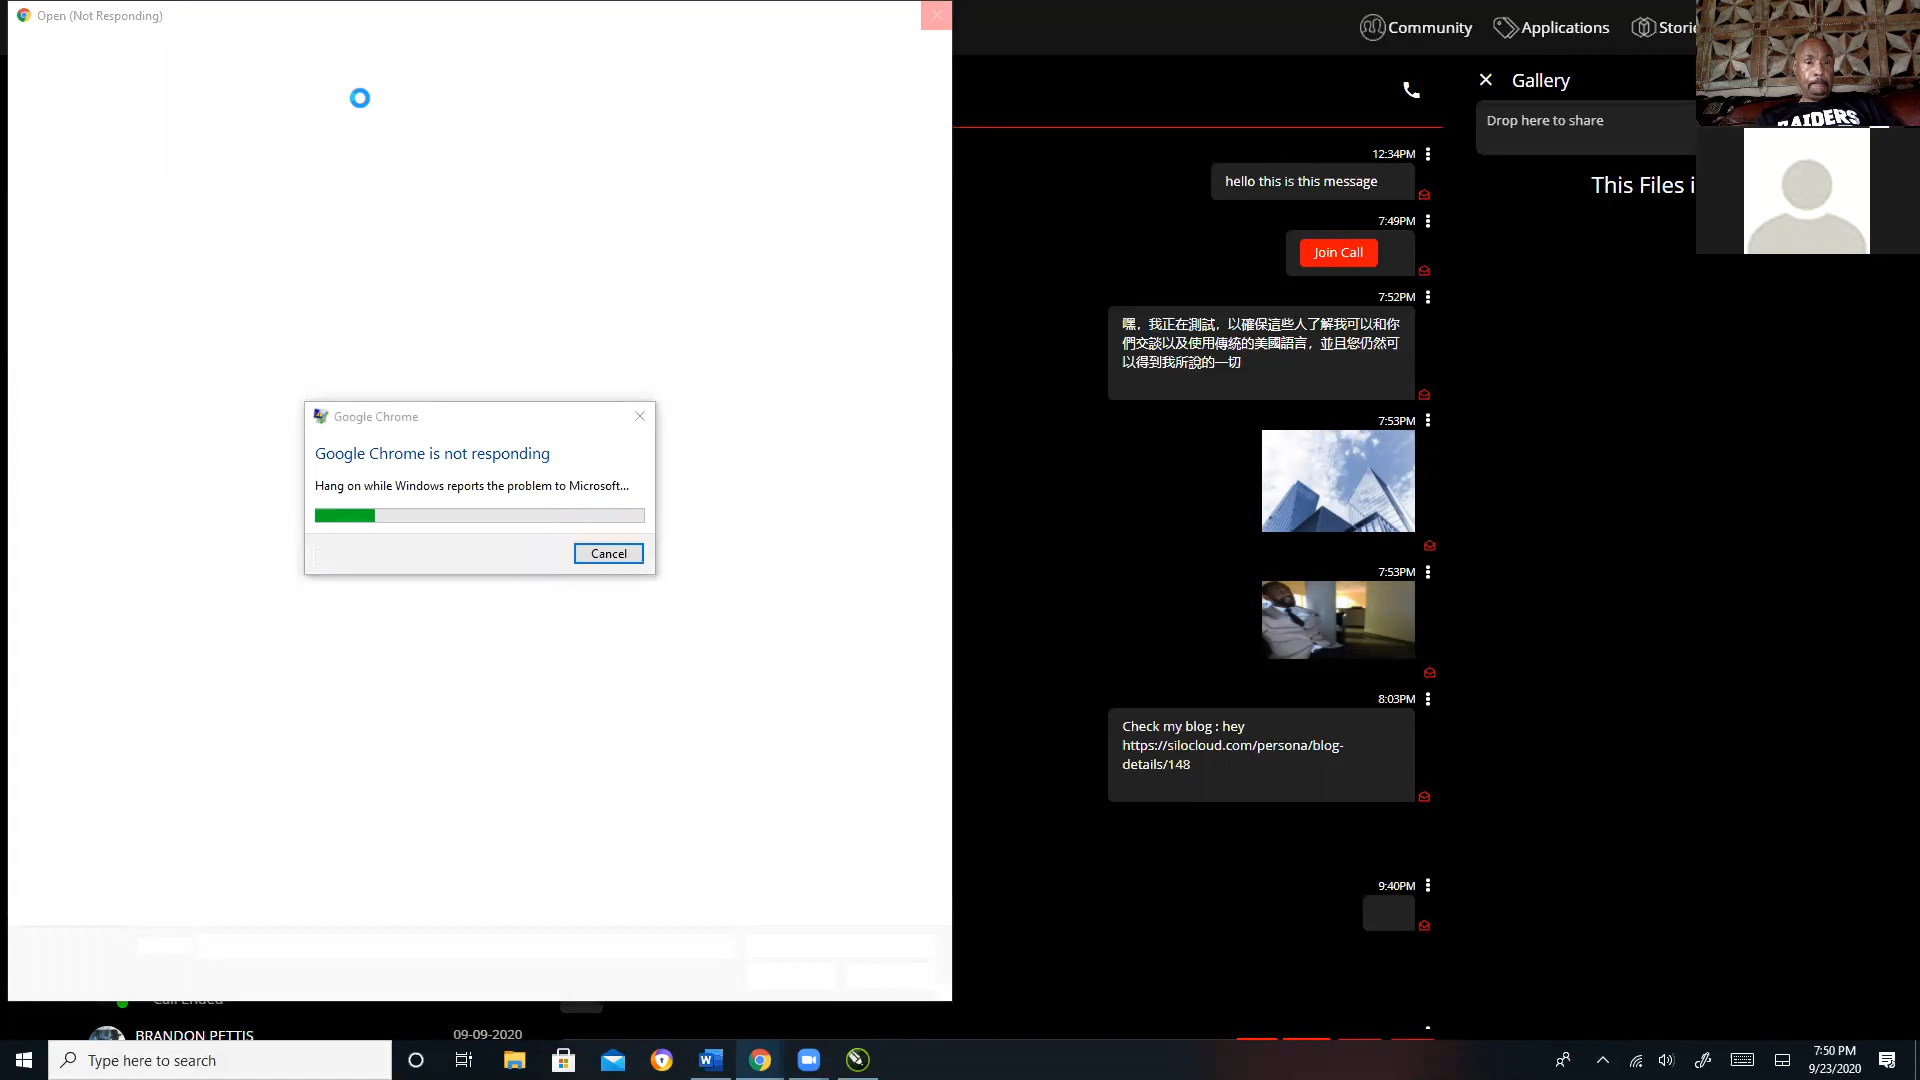 Open (Not Responding)
Google Chrome
Google Chrome is not responding
Hang on while Windows reports the problem to Microsoft...
Cancel
Community
Applications
Gallery
Drop here to share
This Files i
RAIDERS
12:34PM
hello this is this message
7:49PM
Join Call
7:52PM
嘿，我正在測試，以確保這些人了解我可以和你
們交談以及使用傳統的美國語言，並且您仍然可
以得到我所說的一切
7:53PM
7:53PM
8:03PM
Check my blog : hey
https://silocloud.com/persona/blog-
details/148
9:40PM
BRANDON PETTIS
09-09-2020
Type here to search
7:50 PM
9/23/2020